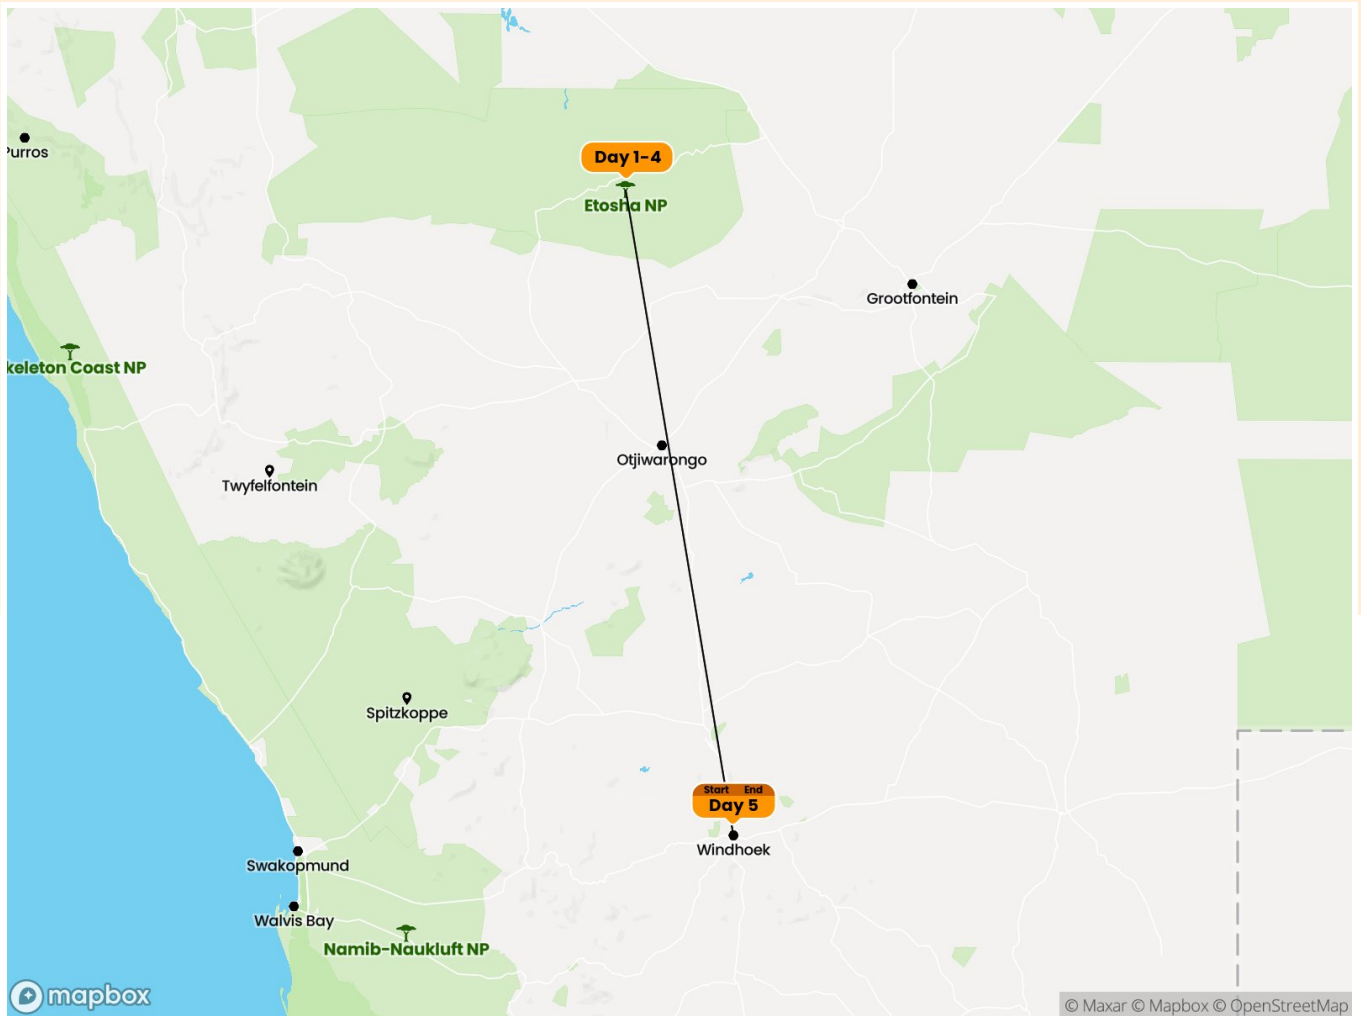 Purros
Day 1-4
Etosha NP
Grootfontein
keleton Coast NP
Otjiwarongo
Twyfelfontein
Spitzkoppe
Start End
Day 5
Windhoek
Swakopmund
Walvis Bay
Namib-Naukluft NP
mapbox
© Maxar © Mapbox © OpenStreetMap